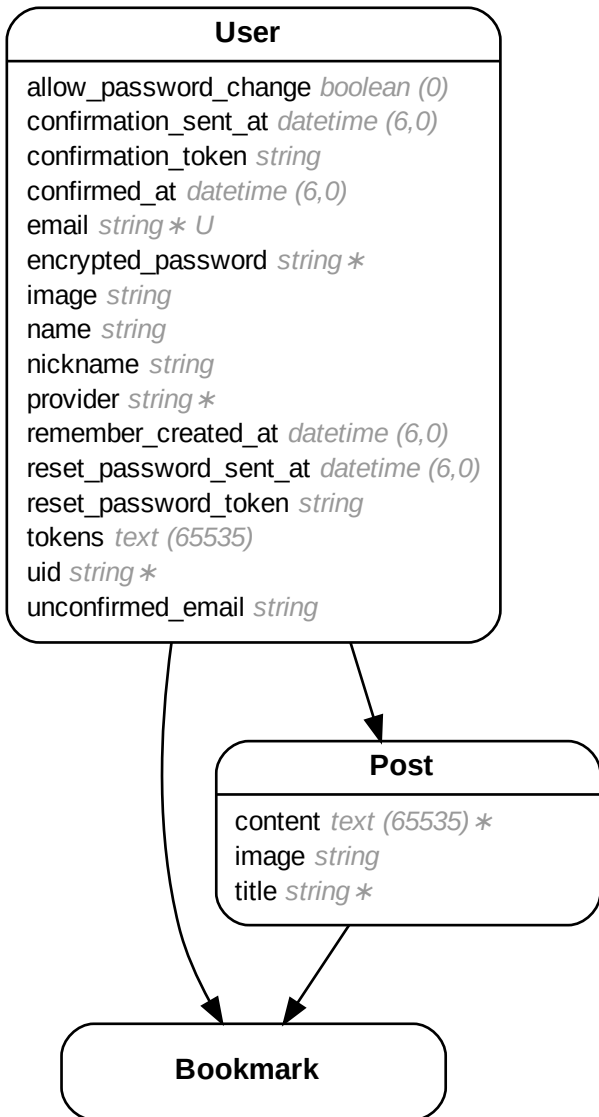 User
allow_password_change boolean (0)
confirmation_sent_at datetime (6,0)
confirmation_token string
confirmed_at datetime (6,0)
email string ∗ U
encrypted_password string ∗
image string
name string
nickname string
provider string ∗
remember_created_at datetime (6,0)
reset_password_sent_at datetime (6,0)
reset_password_token string
tokens text (65535)
uid string ∗
unconfirmed_email string
Post
content text (65535) ∗
image string
title string ∗
Bookmark